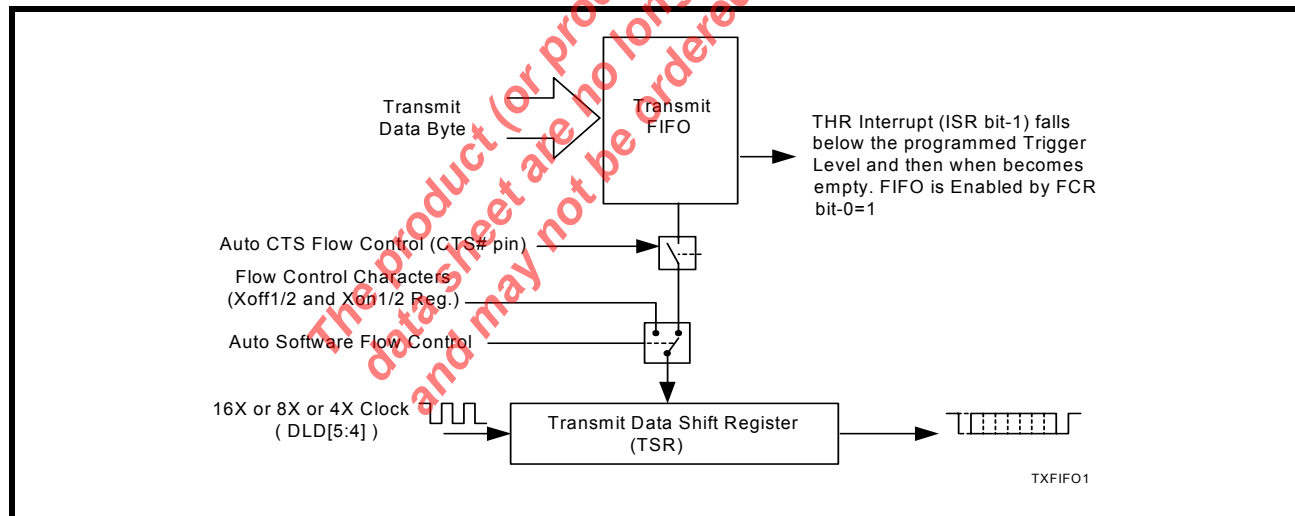 The product (or prod
data sheet are no long
and may not be ordered
Transmit
Data Byte
Transmit
FIFO
THR Interrupt (ISR bit-1) falls
below the programmed Trigger
Level and then when becomes
empty. FIFO is Enabled by FCR
bit-0=1
Auto CTS Flow Control (CTS# pin)
Flow Control Characters
(Xoff1/2 and Xon1/2 Reg.)
Auto Software Flow Control
16X or 8X or 4X Clock
( DLD[5:4] )
Transmit Data Shift Register
(TSR)
TXFIFO1